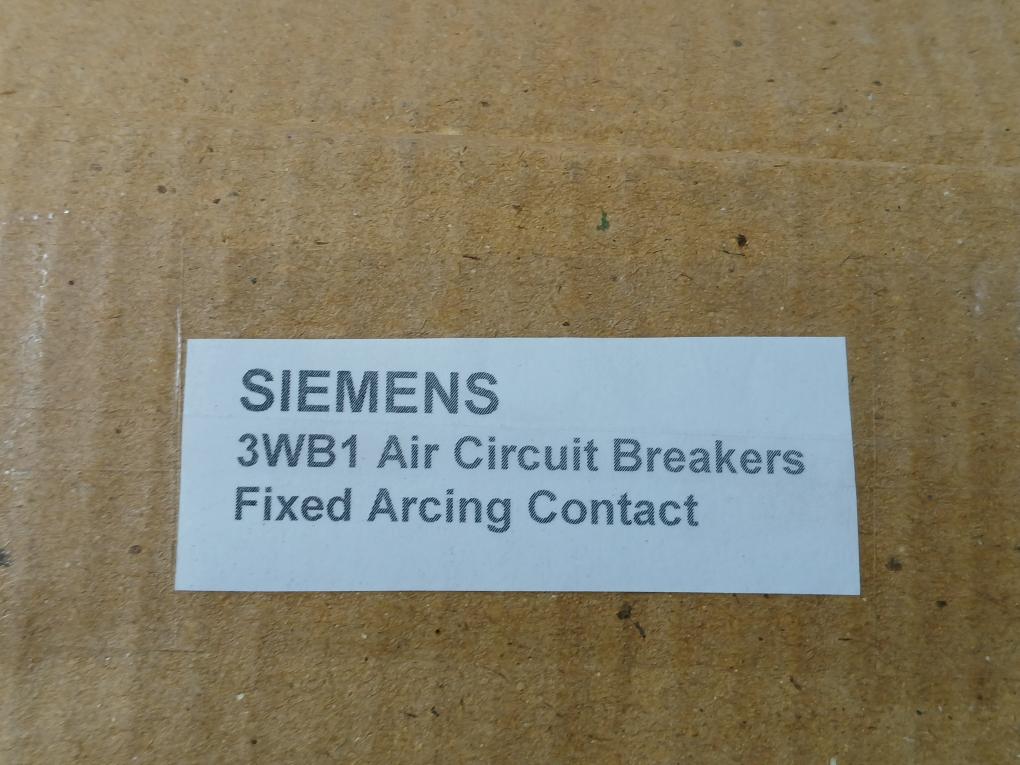 SIEMENS
3WB1 Air Circuit Breakers
Fixed Arcing Contact